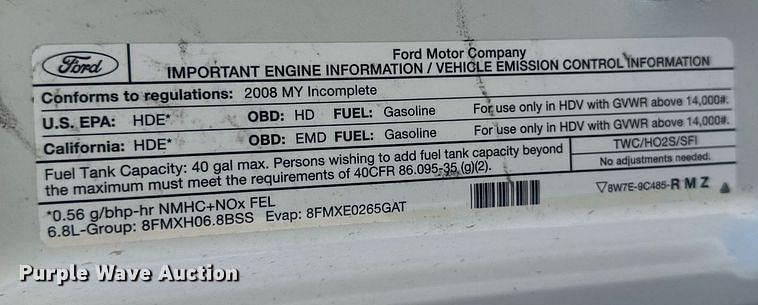 Ford
Ford Motor Company
IMPORTANT ENGINE INFORMATION / VEHICLE EMISSION CONTROL INFORMATION
Conforms to regulations: 2008 MY Incomplete
U.S. EPA: HDE* OBD: HD FUEL: Gasoline For use only in HDV with GVWR above 14,000#.
California: HDE* OBD: EMD FUEL: Gasoline For use only in HDV with GVWR above 14,000#.
Fuel Tank Capacity: 40 gal max. Persons wishing to add fuel tank capacity beyond
the maximum must meet the requirements of 40CFR 86.095-35 (g)(2).
TWC/HO2S/SFI
No adjustments needed.
*0.56 g/bhp-hr NMHC+NOx FEL
6.8L-Group: 8FMXH06.8BSS Evap: 8FMXE0265GAT
▽8W7E-9C485-RMZ
Purple Wave Auction